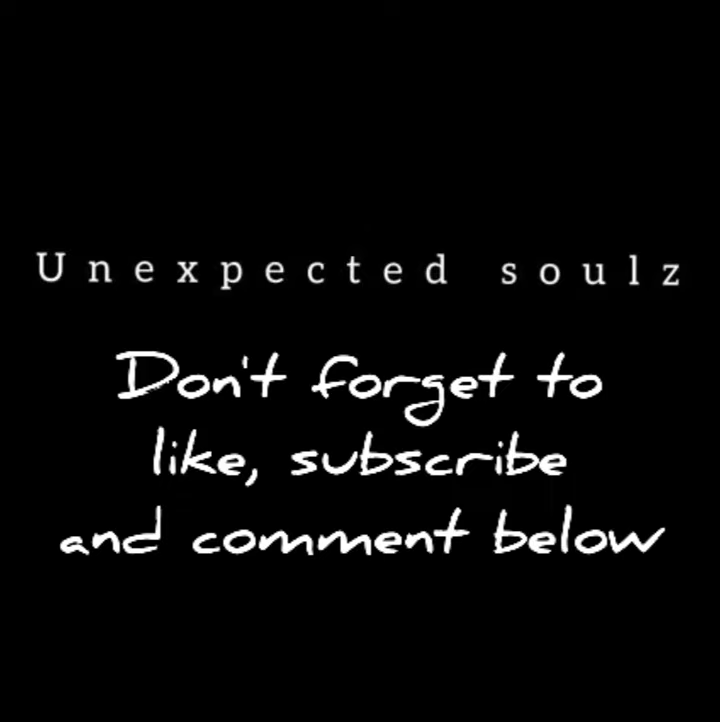 Unexpected soulz
Don't forget to
like, subscribe
and comment below